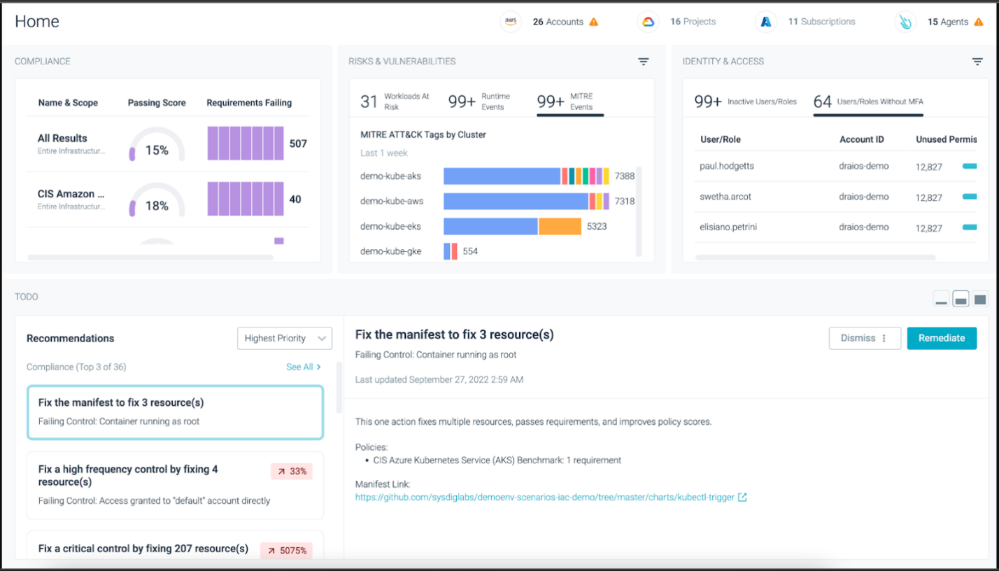 Home
aws
26 Accounts
16 Projects
11 Subscriptions
15 Agents
COMPLIANCE
Name & Scope Passing Score Requirements Failing
All Results
Entire Infrastructur...
15%
507
CIS Amazon ...
Entire Infrastructur...
18%
40
RISKS & VULNERABILITIES
31 Workloads At Risk
99+ Runtime Events
99+ MITRE Events
MITRE ATT&CK Tags by Cluster
Last 1 week
demo-kube-aks 7388
demo-kube-aws 7318
demo-kube-eks 5323
demo-kube-gke 554
IDENTITY & ACCESS
99+ Inactive Users/Roles
64 Users/Roles Without MFA
User/Role Account ID Unused Permis
paul.hodgetts draios-demo 12,827
swetha.arcot draios-demo 12,827
elisiano.petrini draios-demo 12,827
TODO
Recommendations
Highest Priority
Compliance (Top 3 of 36)
See All >
Fix the manifest to fix 3 resource(s)
Failing Control: Container running as root
Fix a high frequency control by fixing 4
resource(s)
33%
Failing Control: Access granted to "default" account directly
Fix a critical control by fixing 207 resource(s)
5075%
Fix the manifest to fix 3 resource(s)
Failing Control: Container running as root
Last updated September 27, 2022 2:59 AM
Dismiss
Remediate
This one action fixes multiple resources, passes requirements, and improves policy scores.
Policies:
• CIS Azure Kubernetes Service (AKS) Benchmark: 1 requirement
Manifest Link:
https://github.com/sysdiglabs/demoenv-scenarios-iac-demo/tree/master/charts/kubectl-trigger